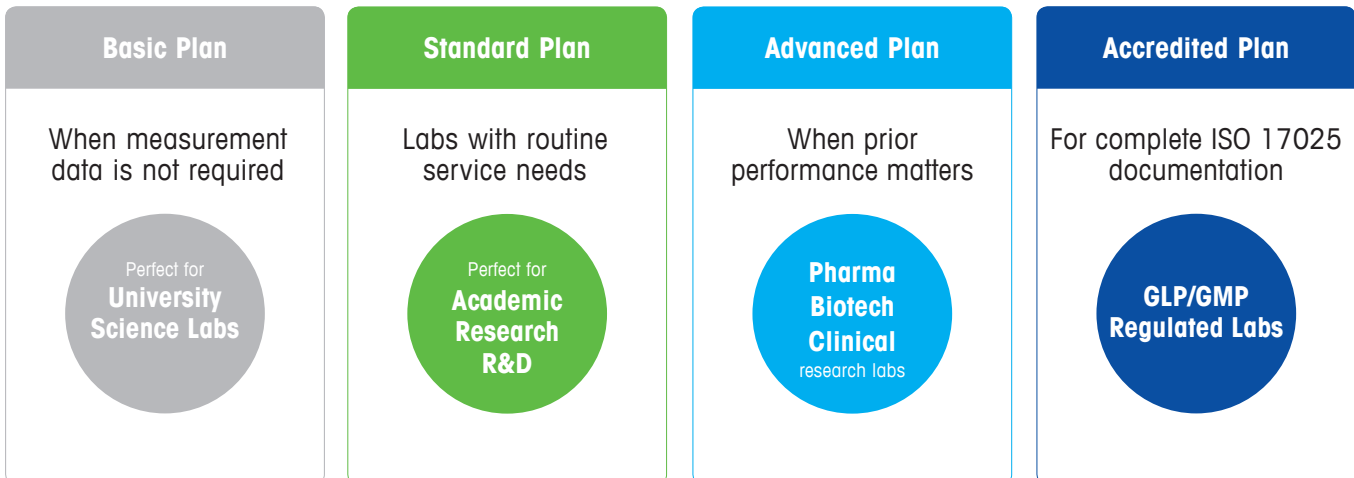 Basic Plan
When measurement
data is not required
Perfect for
University
Science Labs
Standard Plan
Labs with routine
service needs
Perfect for
Academic
Research
R&D
Advanced Plan
When prior
performance matters
Pharma
Biotech
Clinical
research labs
Accredited Plan
For complete ISO 17025
documentation
GLP/GMP
Regulated Labs